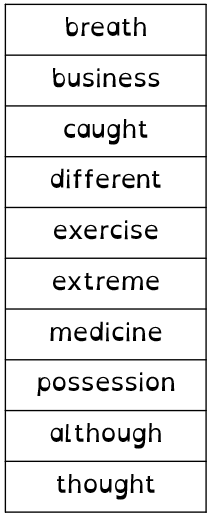 breath
business
caught
different
exercise
extreme
medicine
possession
although
thought